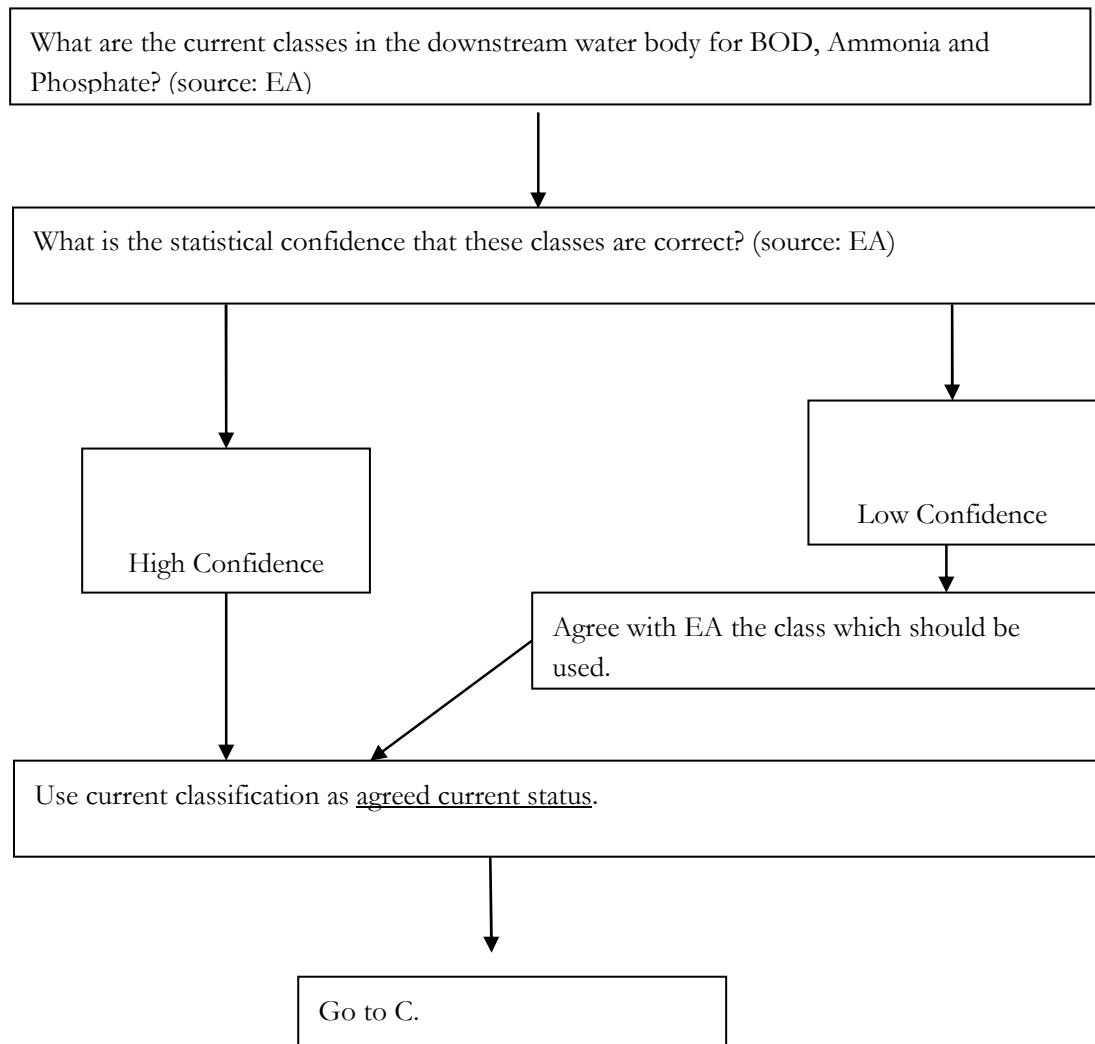 What are the current classes in the downstream water body for BOD, Ammonia and
Phosphate? (source: EA)
What is the statistical confidence that these classes are correct? (source: EA)
Low Confidence
High Confidence
Agree with EA the class which should be
used.
Use current classification as agreed current status.
Go to C.